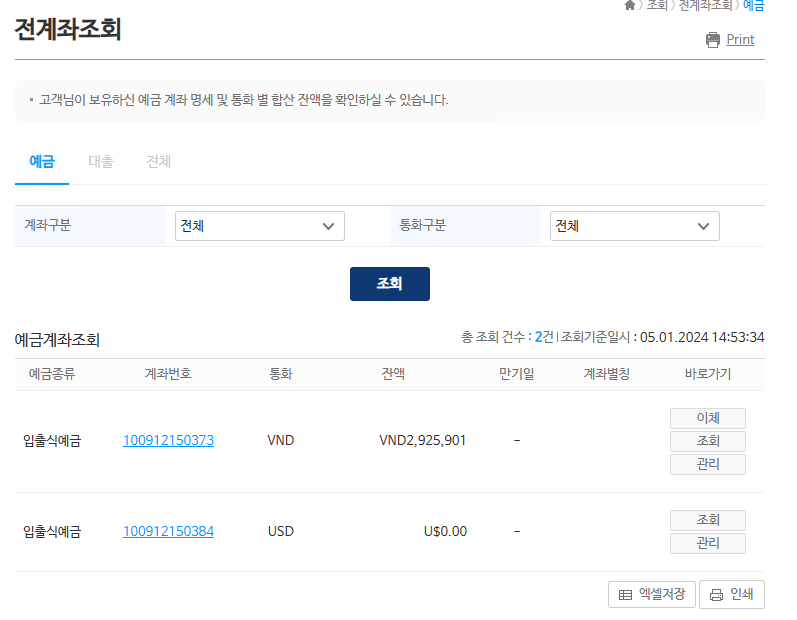 조회 〉 전계좌조회 〉 예금
전계좌조회
Print
• 고객님이 보유하신 예금 계좌 명세 및 통화 별 합산 잔액을 확인하실 수 있습니다.
예금 대출 전체
계좌구분 전체 통화구분 전체
조회
예금계좌조회 총 조회 건수 : 2건 | 조회기준일시 : 05.01.2024 14:53:34
예금종류 계좌번호 통화 잔액 만기일 계좌별칭 바로가기
이체
입출식예금 100912150373 VND VND2,925,901 – 조회
관리
조회
입출식예금 100912150384 USD U$0.00 –
관리
엑셀저장 인쇄